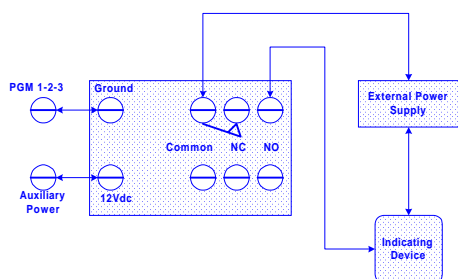 PGM 1-2-3
Ground
External Power
Supply
Common NC NO
Auxiliary
Power
12Vdc
Indicating
Device